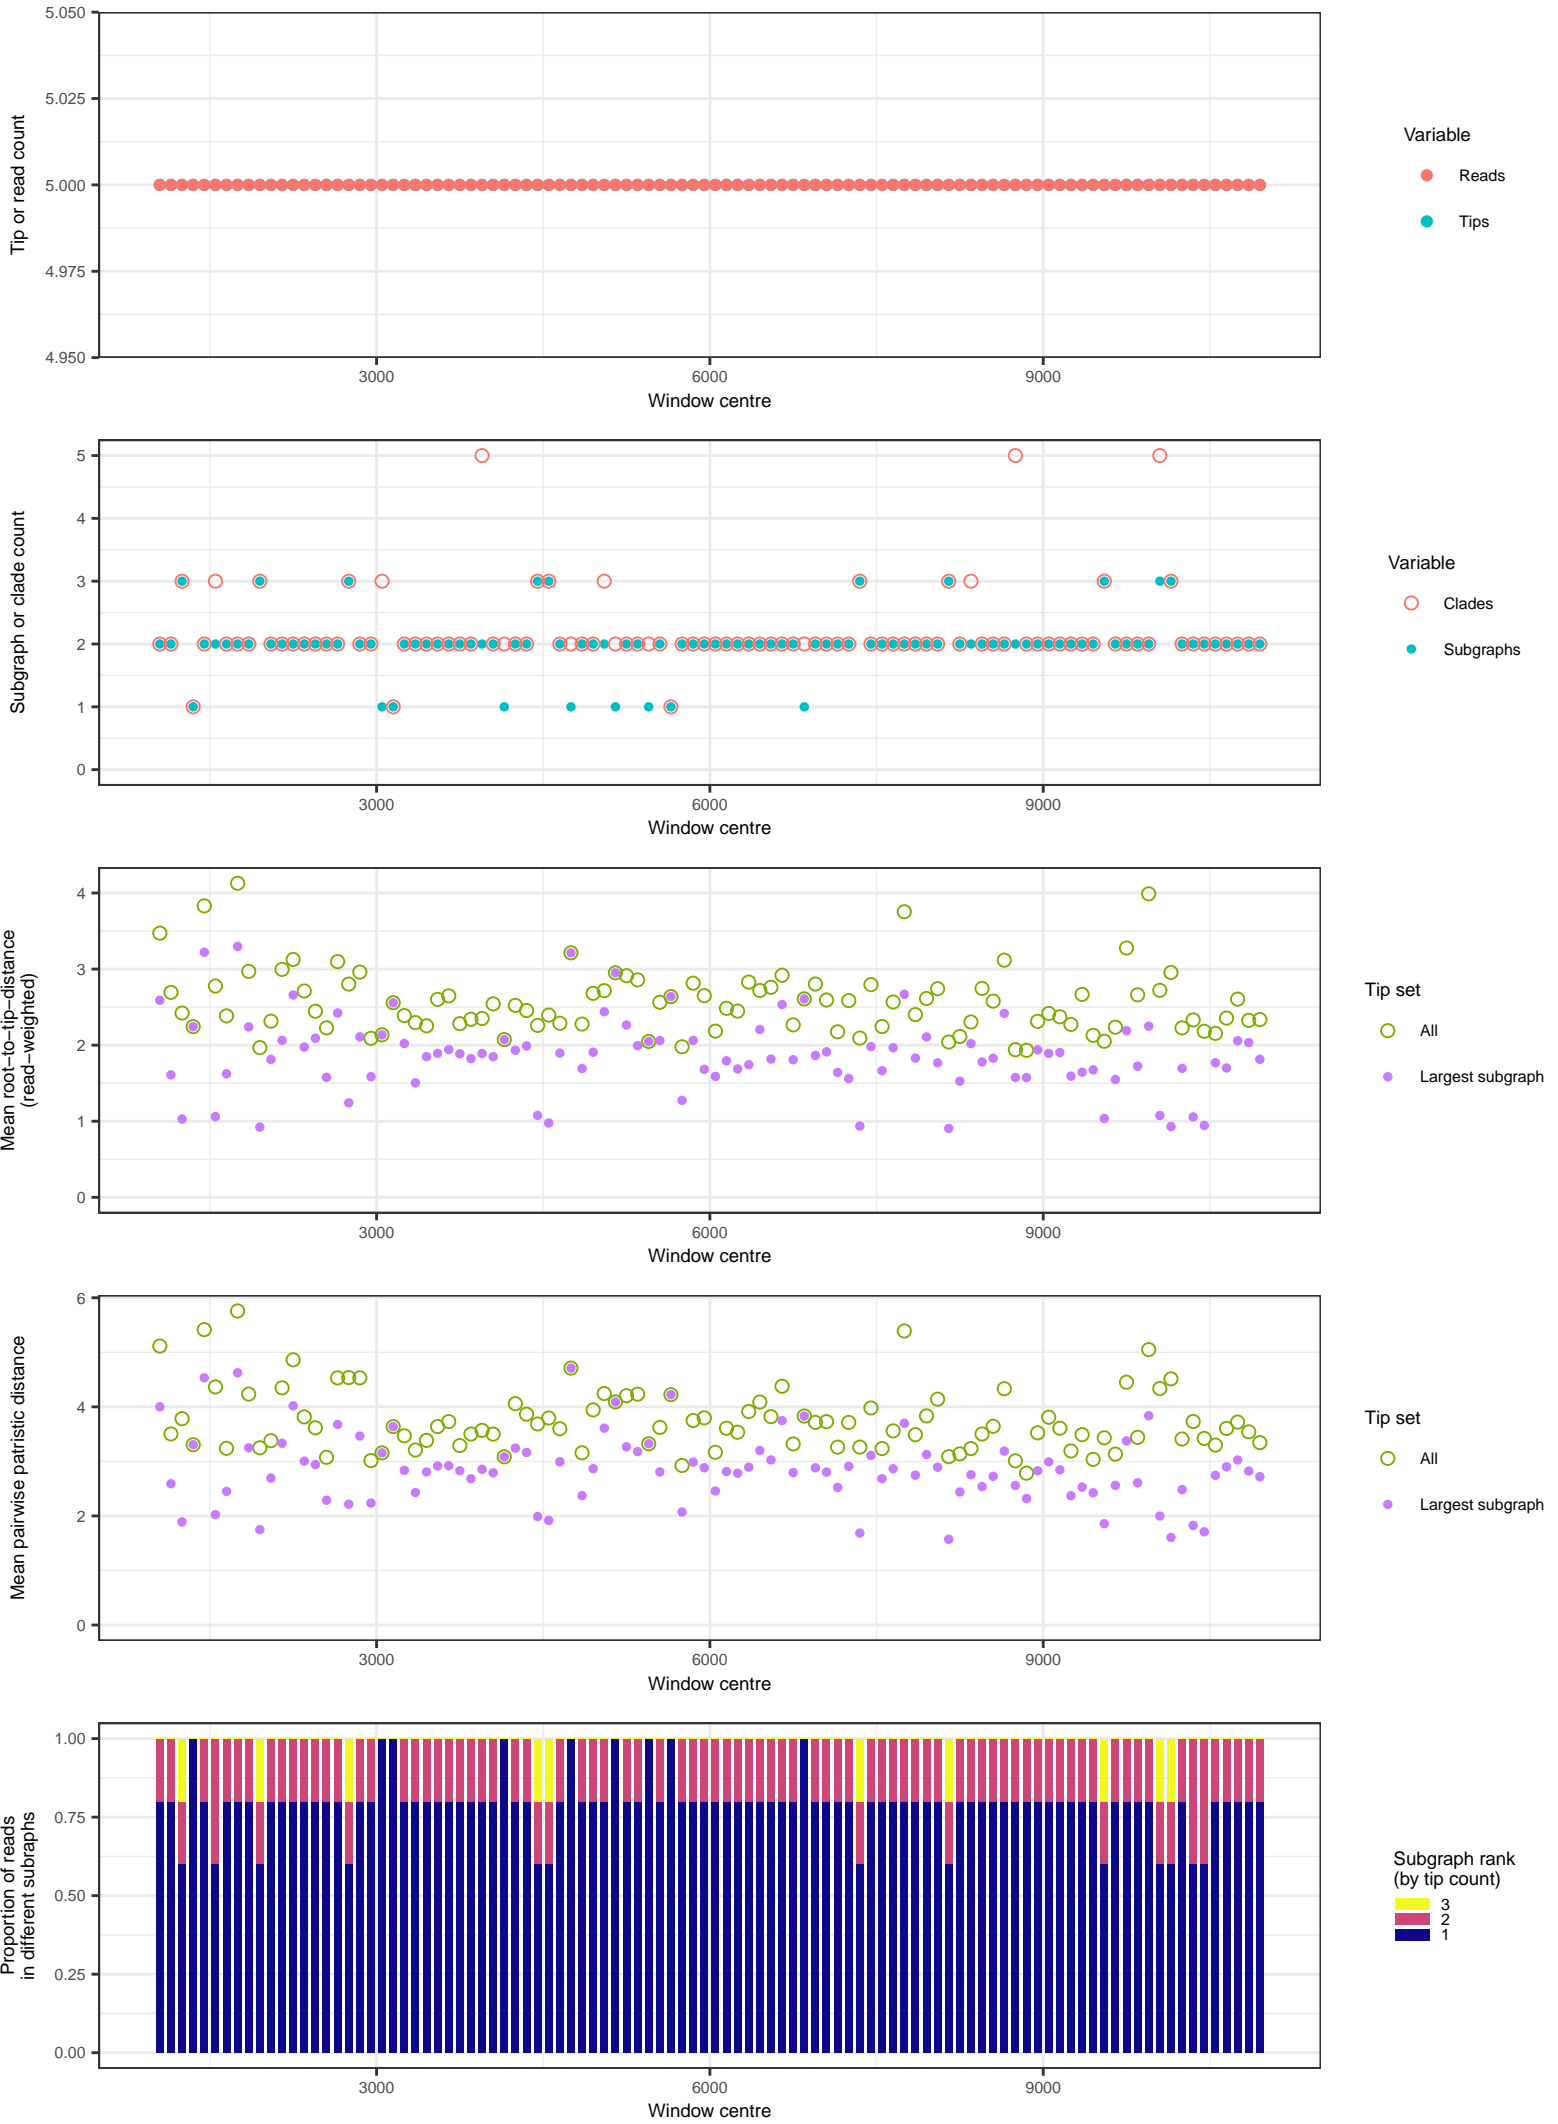 5.050
5.025
5.000
4.975
4.950
Tip or read count
3000 6000 9000
Window centre
Variable
Reads
Tips
5
4
3
2
1
0
Subgraph or clade count
3000 6000 9000
Window centre
Variable
Clades
Subgraphs
4
3
2
1
0
Mean root−to−tip−distance
(read−weighted)
3000 6000 9000
Window centre
Tip set
All
Largest subgraph
6
4
2
0
Mean pairwise patristic distance
3000 6000 9000
Window centre
Tip set
All
Largest subgraph
1.00
0.75
0.50
0.25
0.00
Proportion of reads
in different subraphs
3000 6000 9000
Window centre
Subgraph rank
(by tip count)
3
2
1